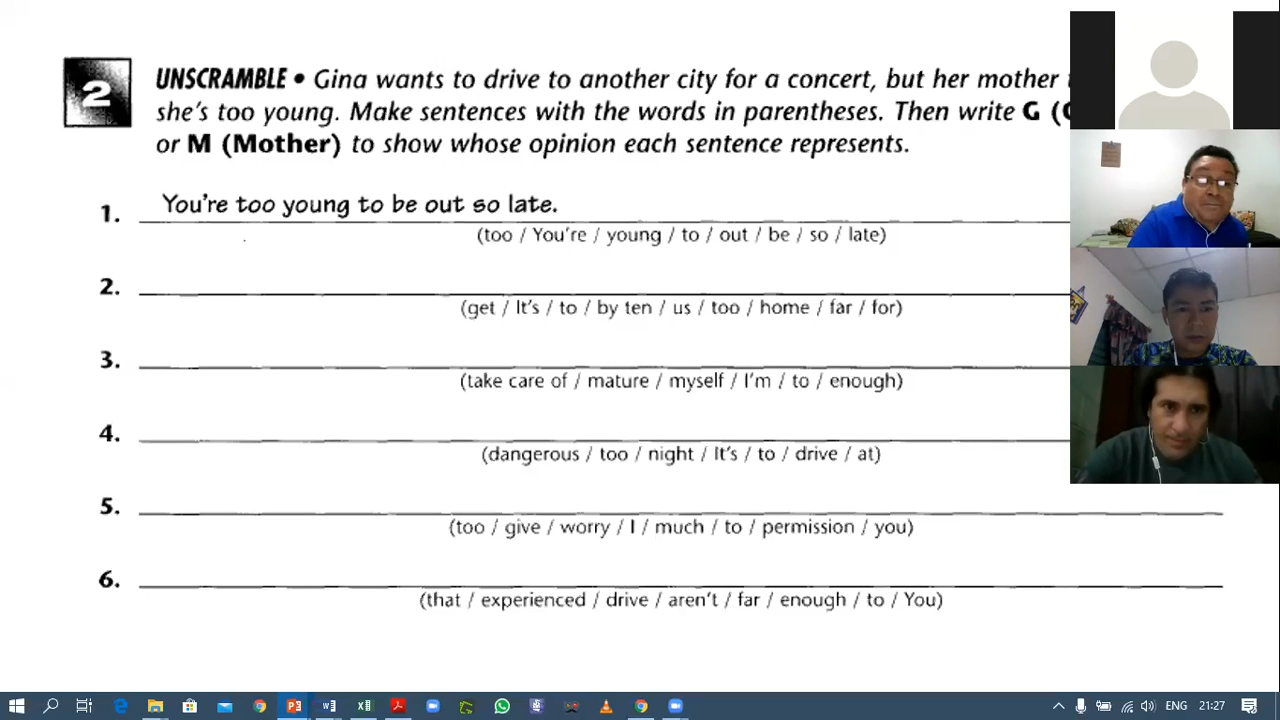 2
UNSCRAMBLE • Gina wants to drive to another city for a concert, but her mother
she's too young. Make sentences with the words in parentheses. Then write G
or M (Mother) to show whose opinion each sentence represents.
1. You're too young to be out so late.
(too / You're / young / to / out / be / so / late)
2.
(get / It's / to / by ten / us / too / home / far / for)
3.
(take care of / mature / myself / I'm / to / enough)
4.
(dangerous / too / night / It's / to / drive / at)
5.
(too / give / worry / I / much / to / permission / you)
6.
(that / experienced / drive / aren't / far / enough / to / You)
ENG 21:27